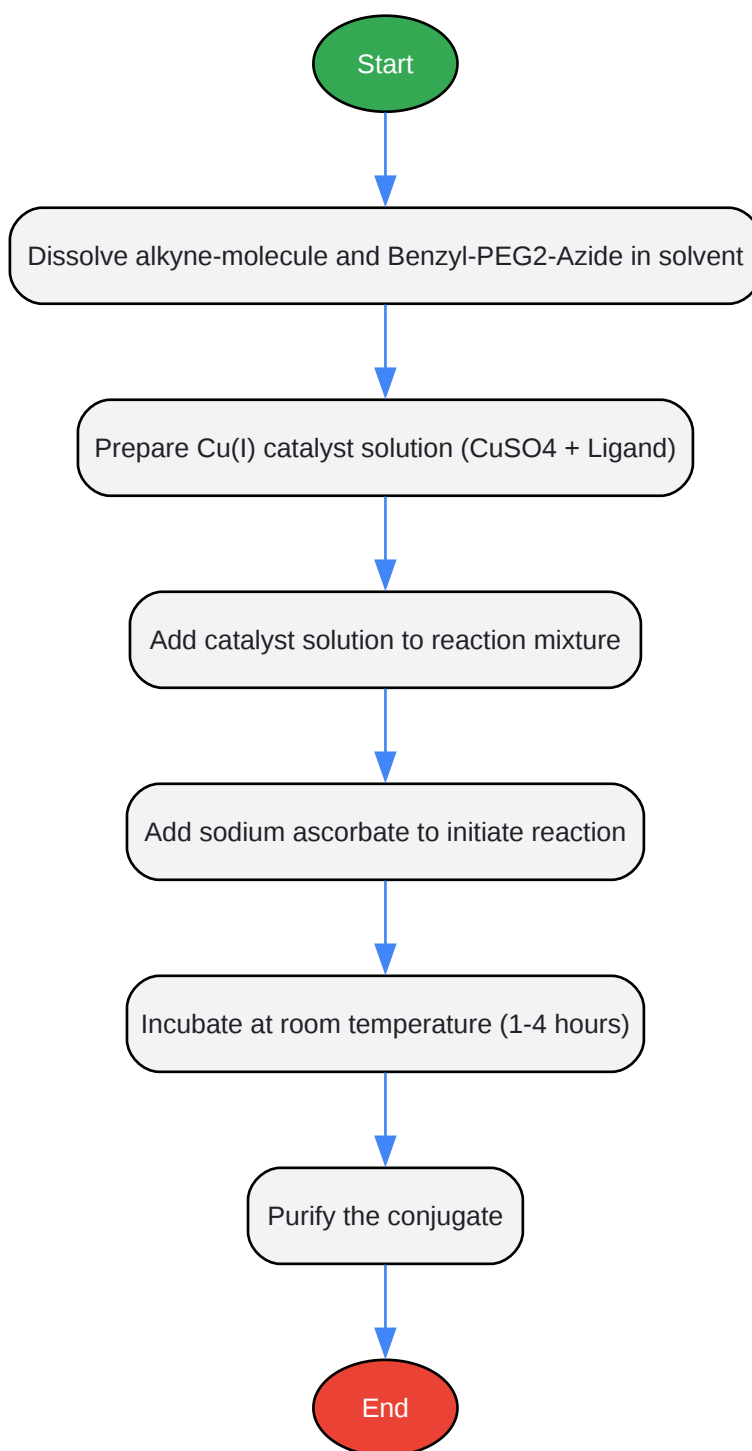 Start
Dissolve alkyne-molecule and Benzyl-PEG2-Azide in solvent
Prepare Cu(I) catalyst solution (CuSO4 + Ligand)
Add catalyst solution to reaction mixture
Add sodium ascorbate to initiate reaction
Incubate at room temperature (1-4 hours)
Purify the conjugate
End